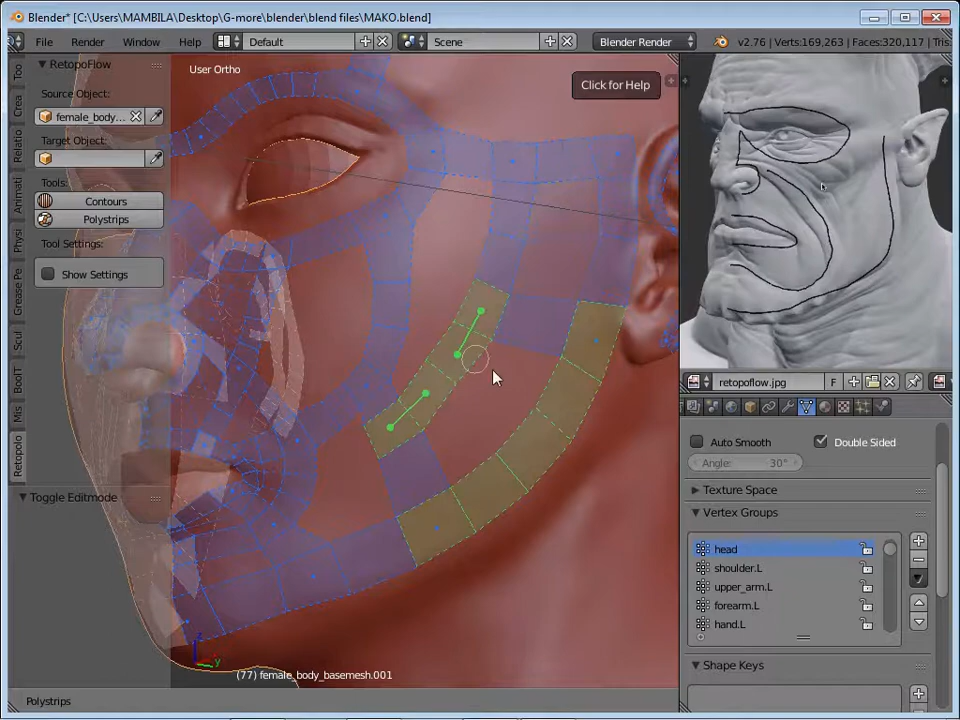 Blender* [C:\Users\MAMBILA\Desktop\G-more\blender\blend files\MAKO.blend]
File Render Window Help Default Scene Blender Render v2.76 | Verts:169,263 | Faces:320,117 | Tris:
RetopoFlow
Source Object:
female_body...
Target Object:
Tools:
Contours
Polystrips
Tool Settings:
Show Settings
Toggle Editmode
Too
Crea
Relatio
Animati
Physi
Grease Pe
Scul
BoolT
Mis
Retopolo
User Ortho
Click for Help
z
y
(77) female_body_basemesh.001
Polystrips
retopoflow.jpg F
Auto Smooth Double Sided
Angle: 30°
Texture Space
Vertex Groups
head
shoulder.L
upper_arm.L
forearm.L
hand.L
Shape Keys